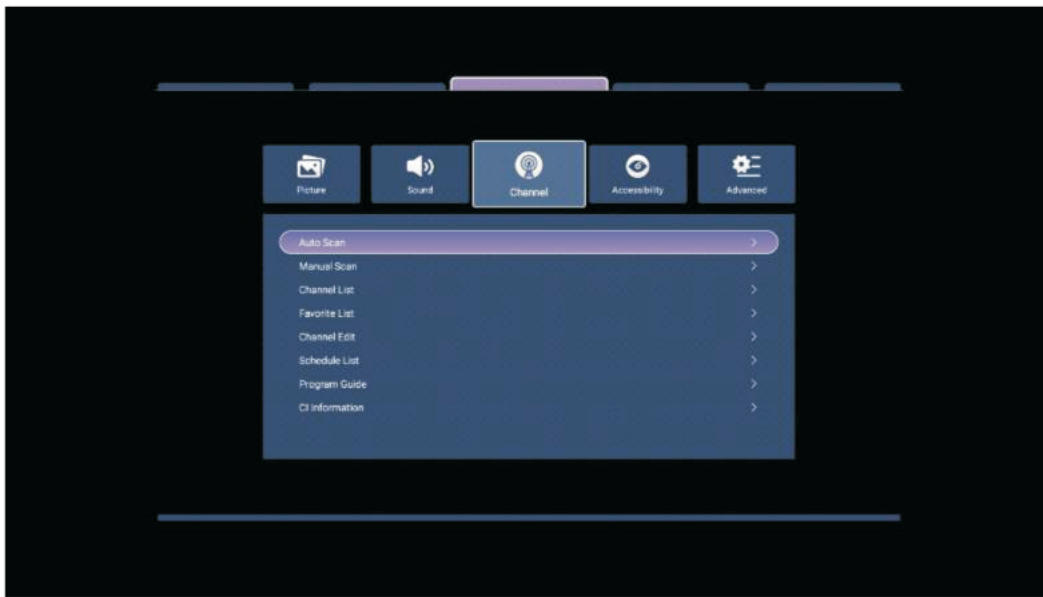 Picture
Sound
Channel
Accessibility
Advanced
Auto Scan
Manual Scan
Channel List
Favorite List
Channel Edit
Schedule List
Program Guide
CI Information